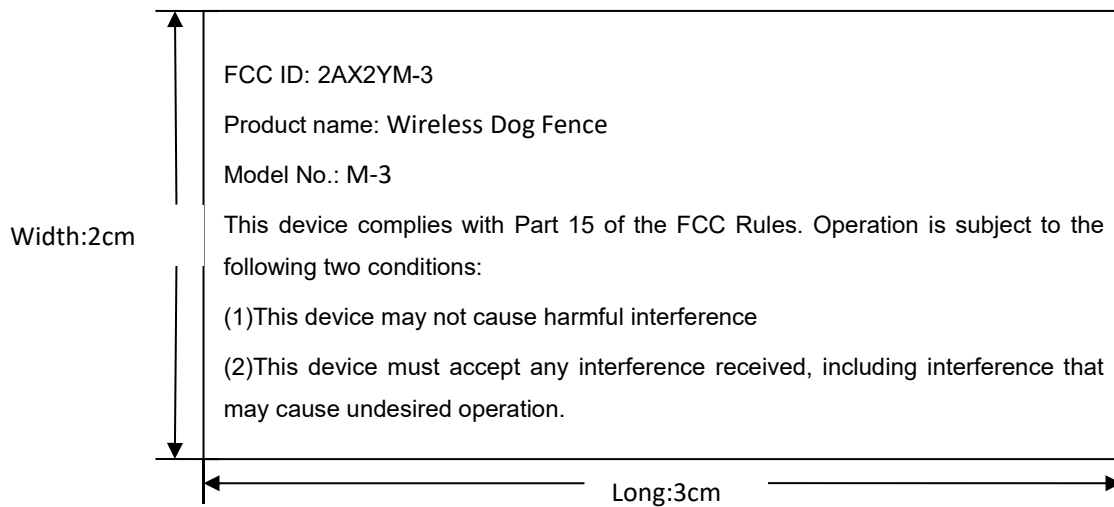 FCC ID: 2AX2YM-3
Product name: Wireless Dog Fence
Model No.: M-3
Width:2cm
This device complies with Part 15 of the FCC Rules. Operation is subject to the
following two conditions:
(1)This device may not cause harmful interference
(2)This device must accept any interference received, including interference that
may cause undesired operation.
Long:3cm